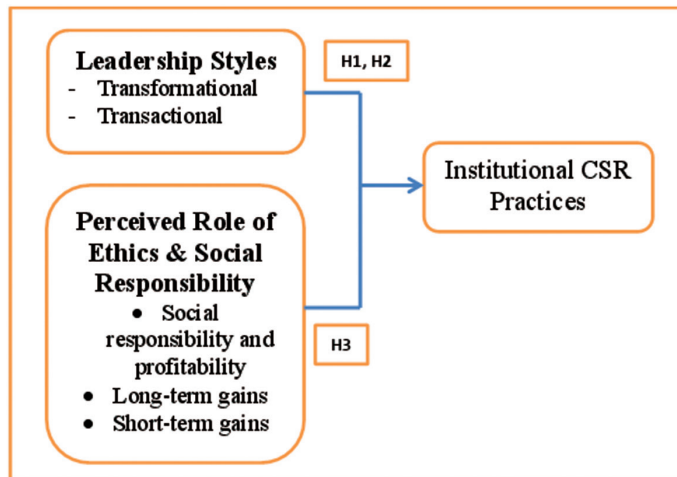 Leadership Styles
- Transformational
- Transactional
H1, H2
Institutional CSR
Practices
Perceived Role of
Ethics & Social
Responsibility
• Social
responsibility and
profitability
• Long-term gains
• Short-term gains
H3